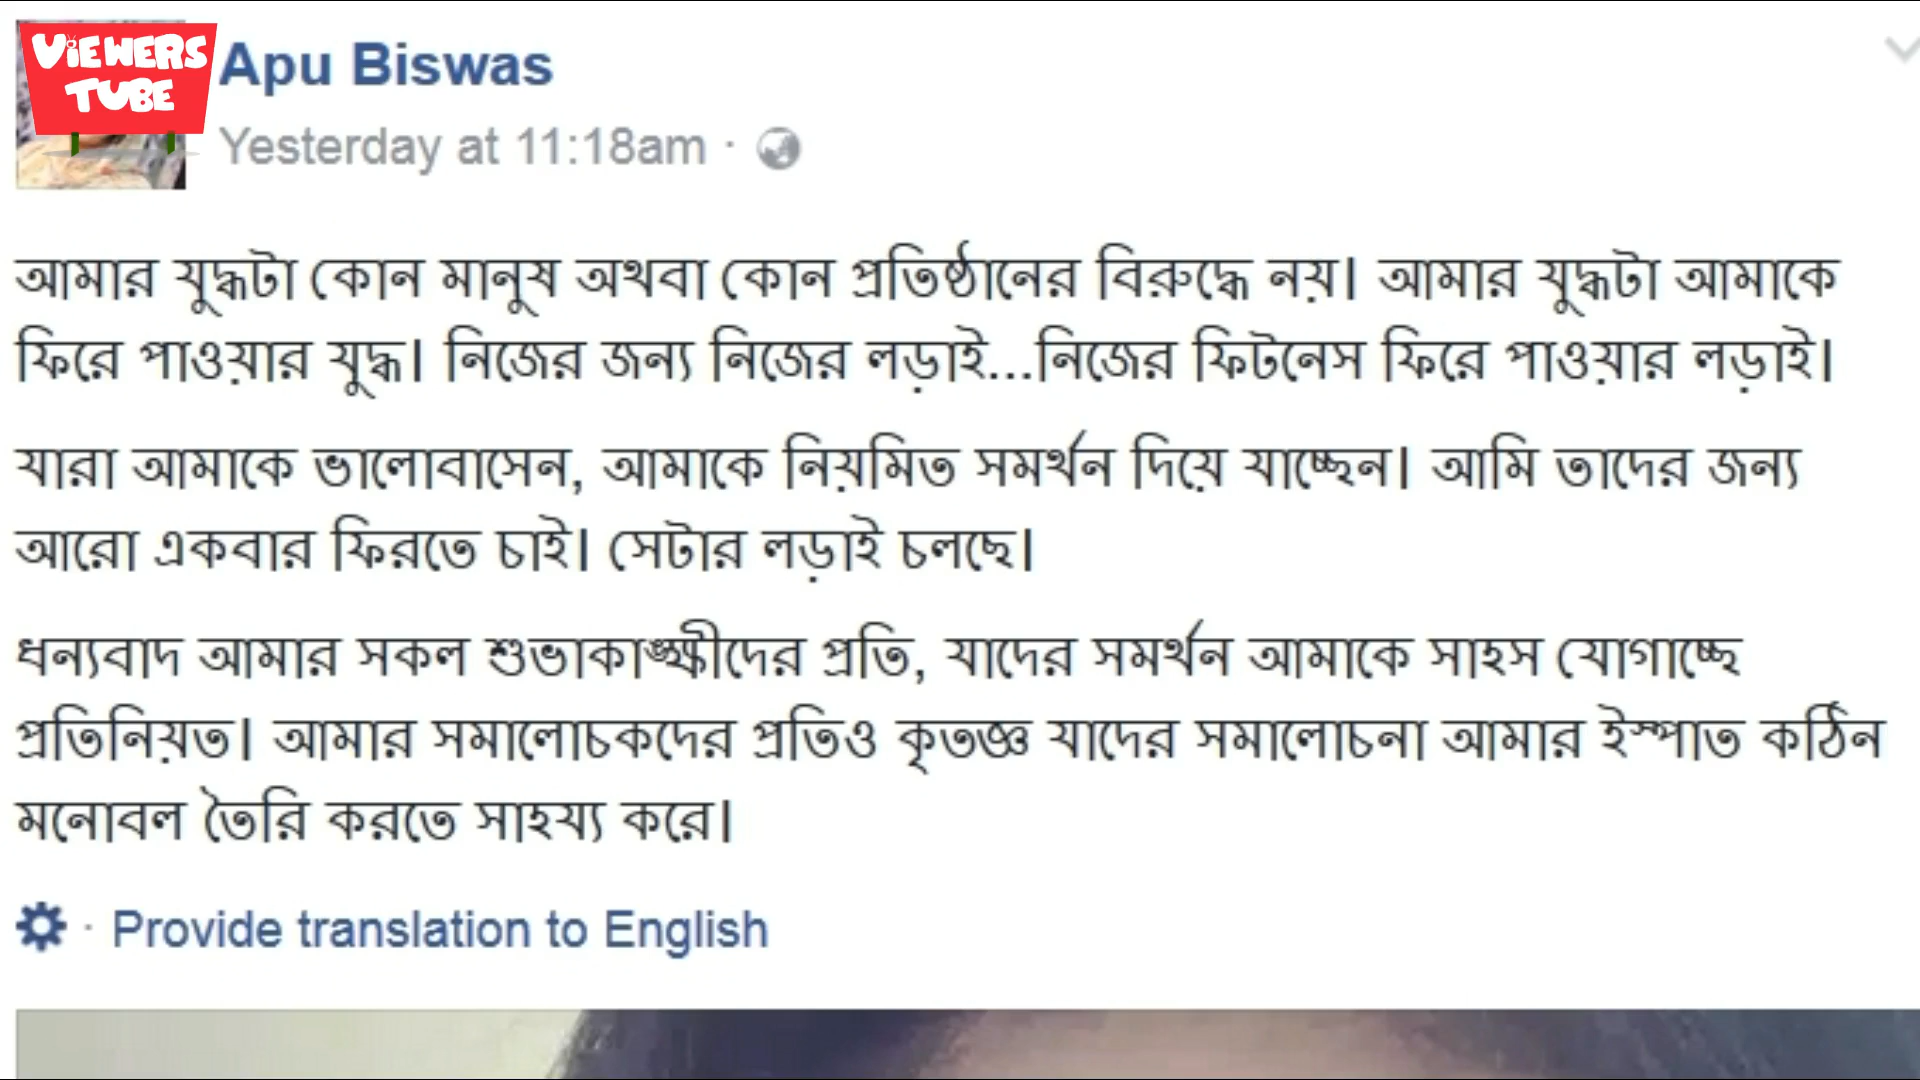 VIEWERS
TUBE
Apu Biswas
Yesterday at 11:18am ·
আমার যুদ্ধটা কোন মানুষ অথবা কোন প্রতিষ্ঠানের বিরুদ্ধে নয়। আমার যুদ্ধটা আমাকে
ফিরে পাওয়ার যুদ্ধ। নিজের জন্য নিজের লড়াই...নিজের ফিটনেস ফিরে পাওয়ার লড়াই।
যারা আমাকে ভালোবাসেন, আমাকে নিয়মিত সমর্থন দিয়ে যাচ্ছেন। আমি তাদের জন্য
আরো একবার ফিরতে চাই। সেটার লড়াই চলছে।
ধন্যবাদ আমার সকল শুভাকাঙ্ক্ষীদের প্রতি, যাদের সমর্থন আমাকে সাহস যোগাচ্ছে
প্রতিনিয়ত। আমার সমালোচকদের প্রতিও কৃতজ্ঞ যাদের সমালোচনা আমার ইস্পাত কঠিন
মনোবল তৈরি করতে সাহয্য করে।
· Provide translation to English